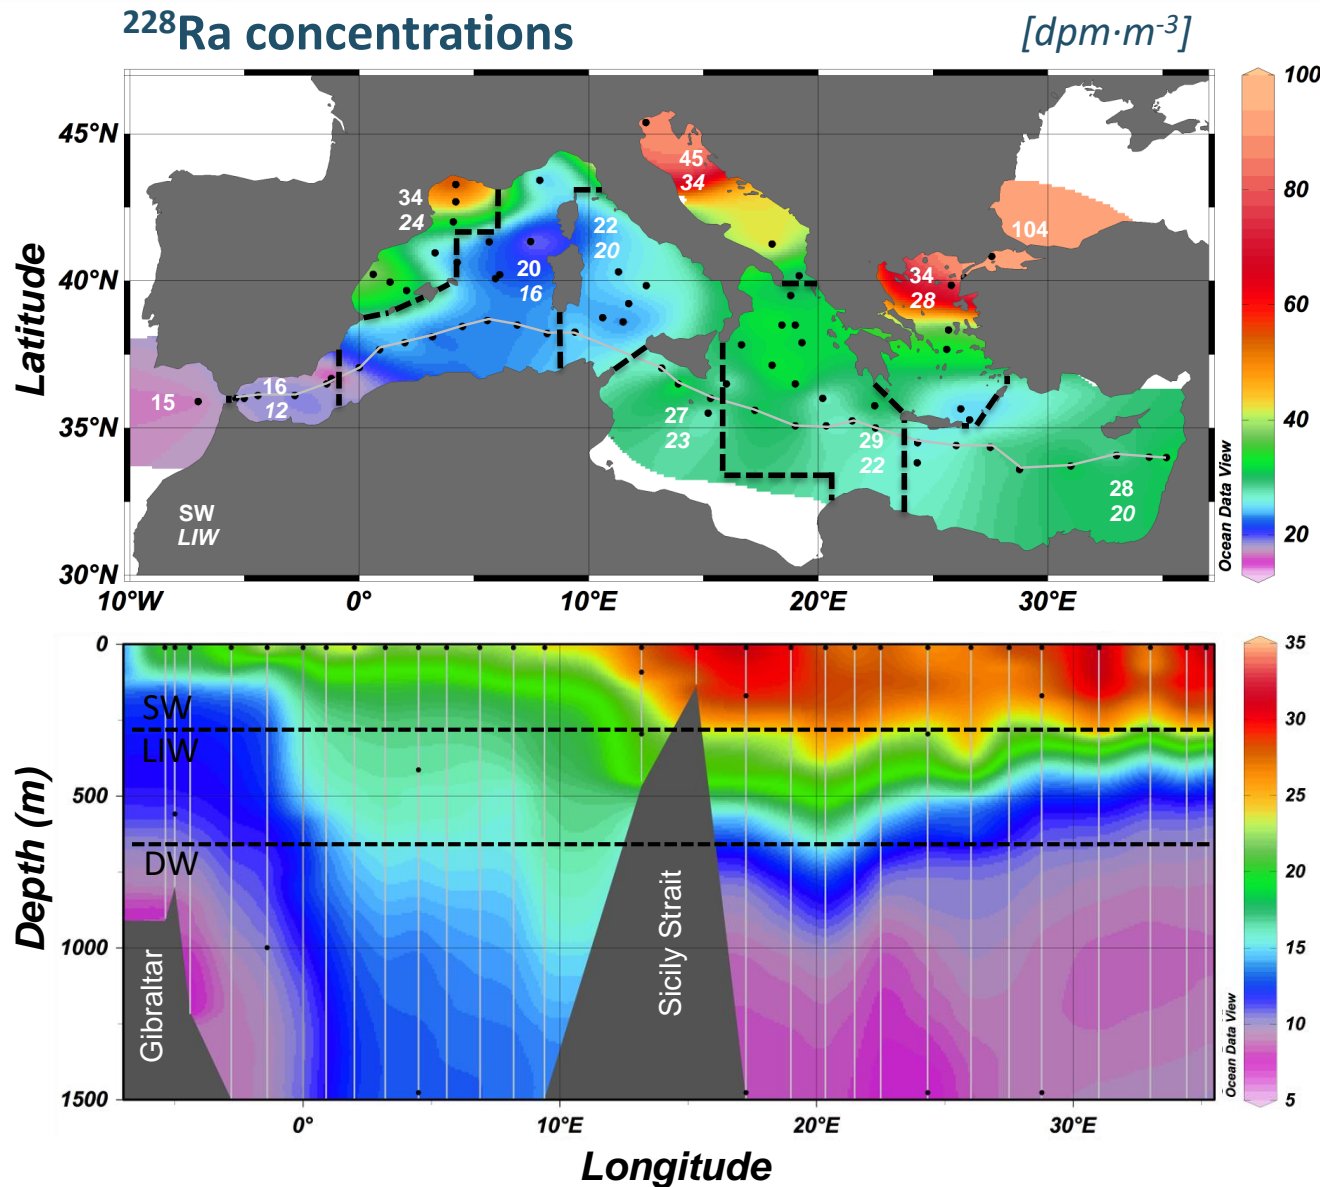 ²²⁸Ra concentrations
[dpm·m⁻³]
Latitude
45°N
40°N
35°N
30°N
10°W
0°
10°E
20°E
30°E
34
24
45
34
22
20
20
16
104
34
28
15
16
12
27
23
29
22
28
20
SW
LIW
Ocean Data View
100
80
60
40
20
Depth (m)
0
500
1000
1500
SW
LIW
DW
Gibraltar
Sicily Strait
Ocean Data View
35
30
25
20
15
10
5
0°
10°E
20°E
30°E
Longitude